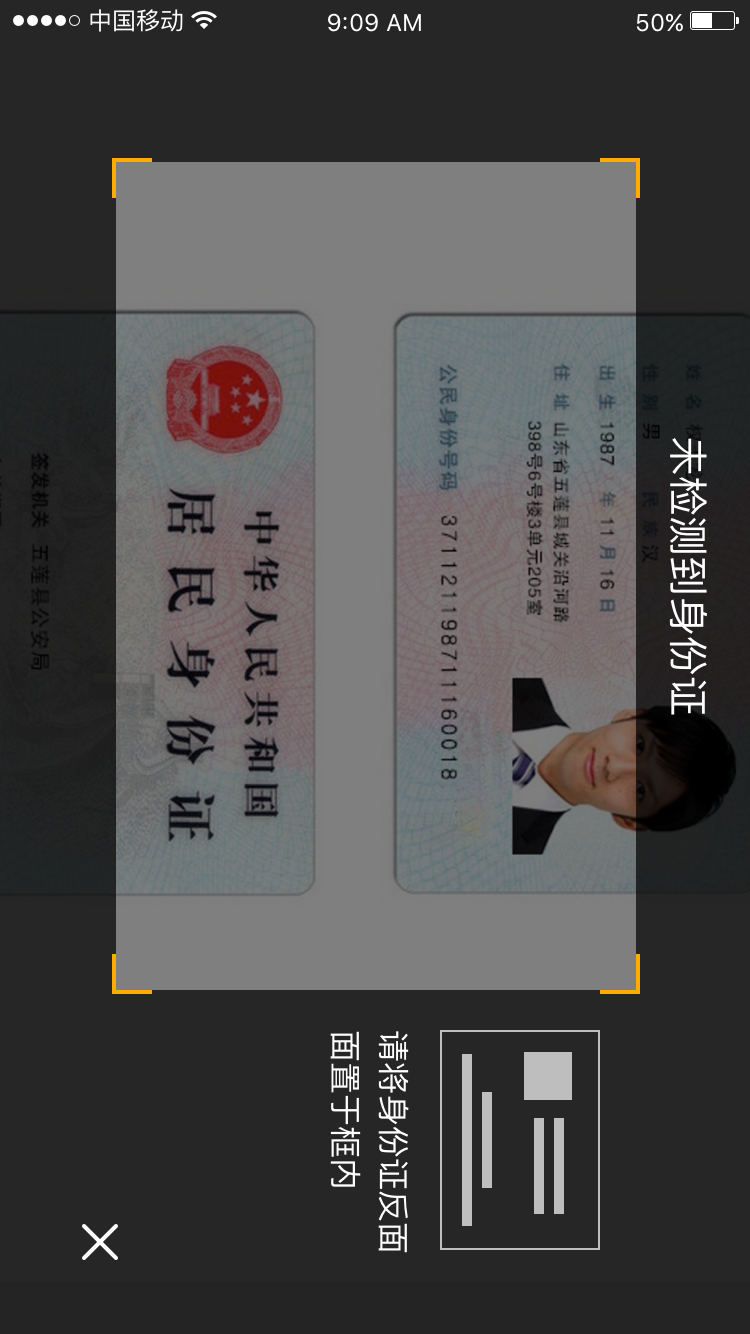 中国移动
9:09 AM
50%
未检测到身份证
姓 名
性 别 男 民 族 汉
出 生 1987 年 11 月 16 日
住 址 山东省五莲县城关沿河路
398号6号楼3单元205室
公民身份号码 371121198711160018
中华人民共和国
居民身份证
签发机关 五莲县公安局
请将身份证反面
面置于框内